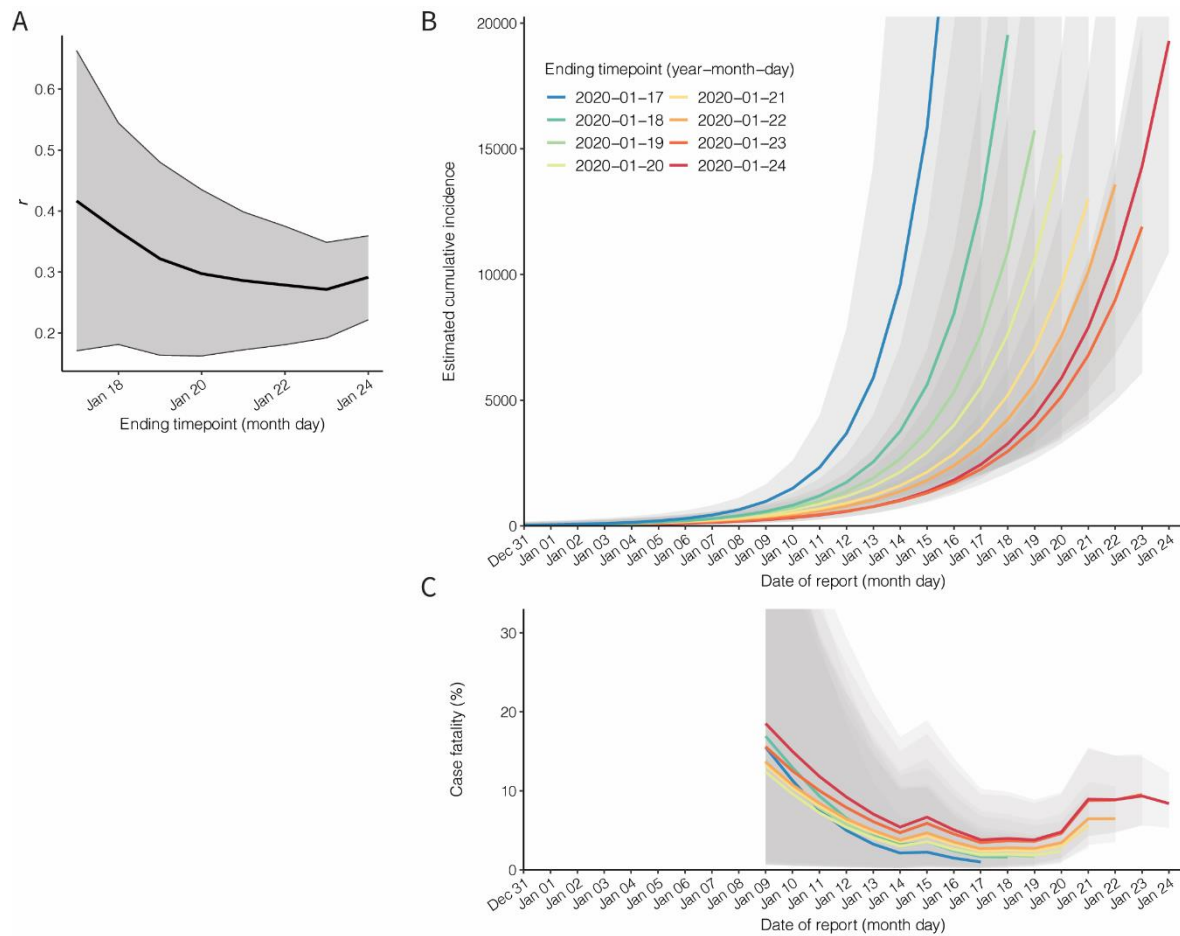 A
r
0.6
0.5
0.4
0.3
0.2
Jan 18
Jan 20
Jan 22
Jan 24
Ending timepoint (month day)
B
Estimated cumulative incidence
20000
15000
10000
5000
0
Ending timepoint (year-month-day)
2020-01-17 2020-01-21
2020-01-18 2020-01-22
2020-01-19 2020-01-23
2020-01-20 2020-01-24
Dec 31
Jan 01
Jan 02
Jan 03
Jan 04
Jan 05
Jan 06
Jan 07
Jan 08
Jan 09
Jan 10
Jan 11
Jan 12
Jan 13
Jan 14
Jan 15
Jan 16
Jan 17
Jan 18
Jan 19
Jan 20
Jan 21
Jan 22
Jan 23
Jan 24
Date of report (month day)
C
Case fatality (%)
30
20
10
0
Dec 31
Jan 01
Jan 02
Jan 03
Jan 04
Jan 05
Jan 06
Jan 07
Jan 08
Jan 09
Jan 10
Jan 11
Jan 12
Jan 13
Jan 14
Jan 15
Jan 16
Jan 17
Jan 18
Jan 19
Jan 20
Jan 21
Jan 22
Jan 23
Jan 24
Date of report (month day)